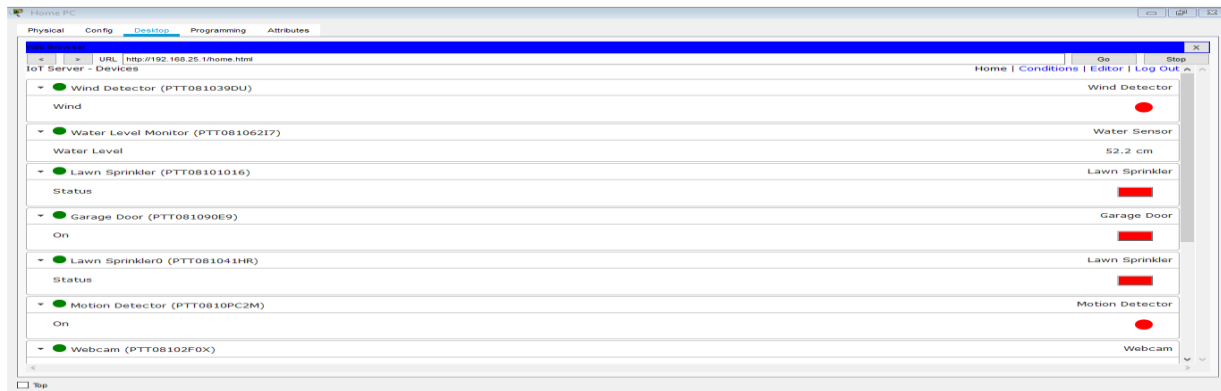 Home PC
Physical Config Desktop Programming Attributes
Web Browser X
< > URL http://192.168.25.1/home.html Go Stop
IoT Server - Devices Home | Conditions | Editor | Log Out
Wind Detector (PTT081039DU) Wind Detector
Wind
Water Level Monitor (PTT081062I7) Water Sensor
Water Level 52.2 cm
Lawn Sprinkler (PTT08101016) Lawn Sprinkler
Status
Garage Door (PTT081090E9) Garage Door
On
Lawn Sprinkler0 (PTT081041HR) Lawn Sprinkler
Status
Motion Detector (PTT0810PC2M) Motion Detector
On
Webcam (PTT08102F0X) Webcam
Top